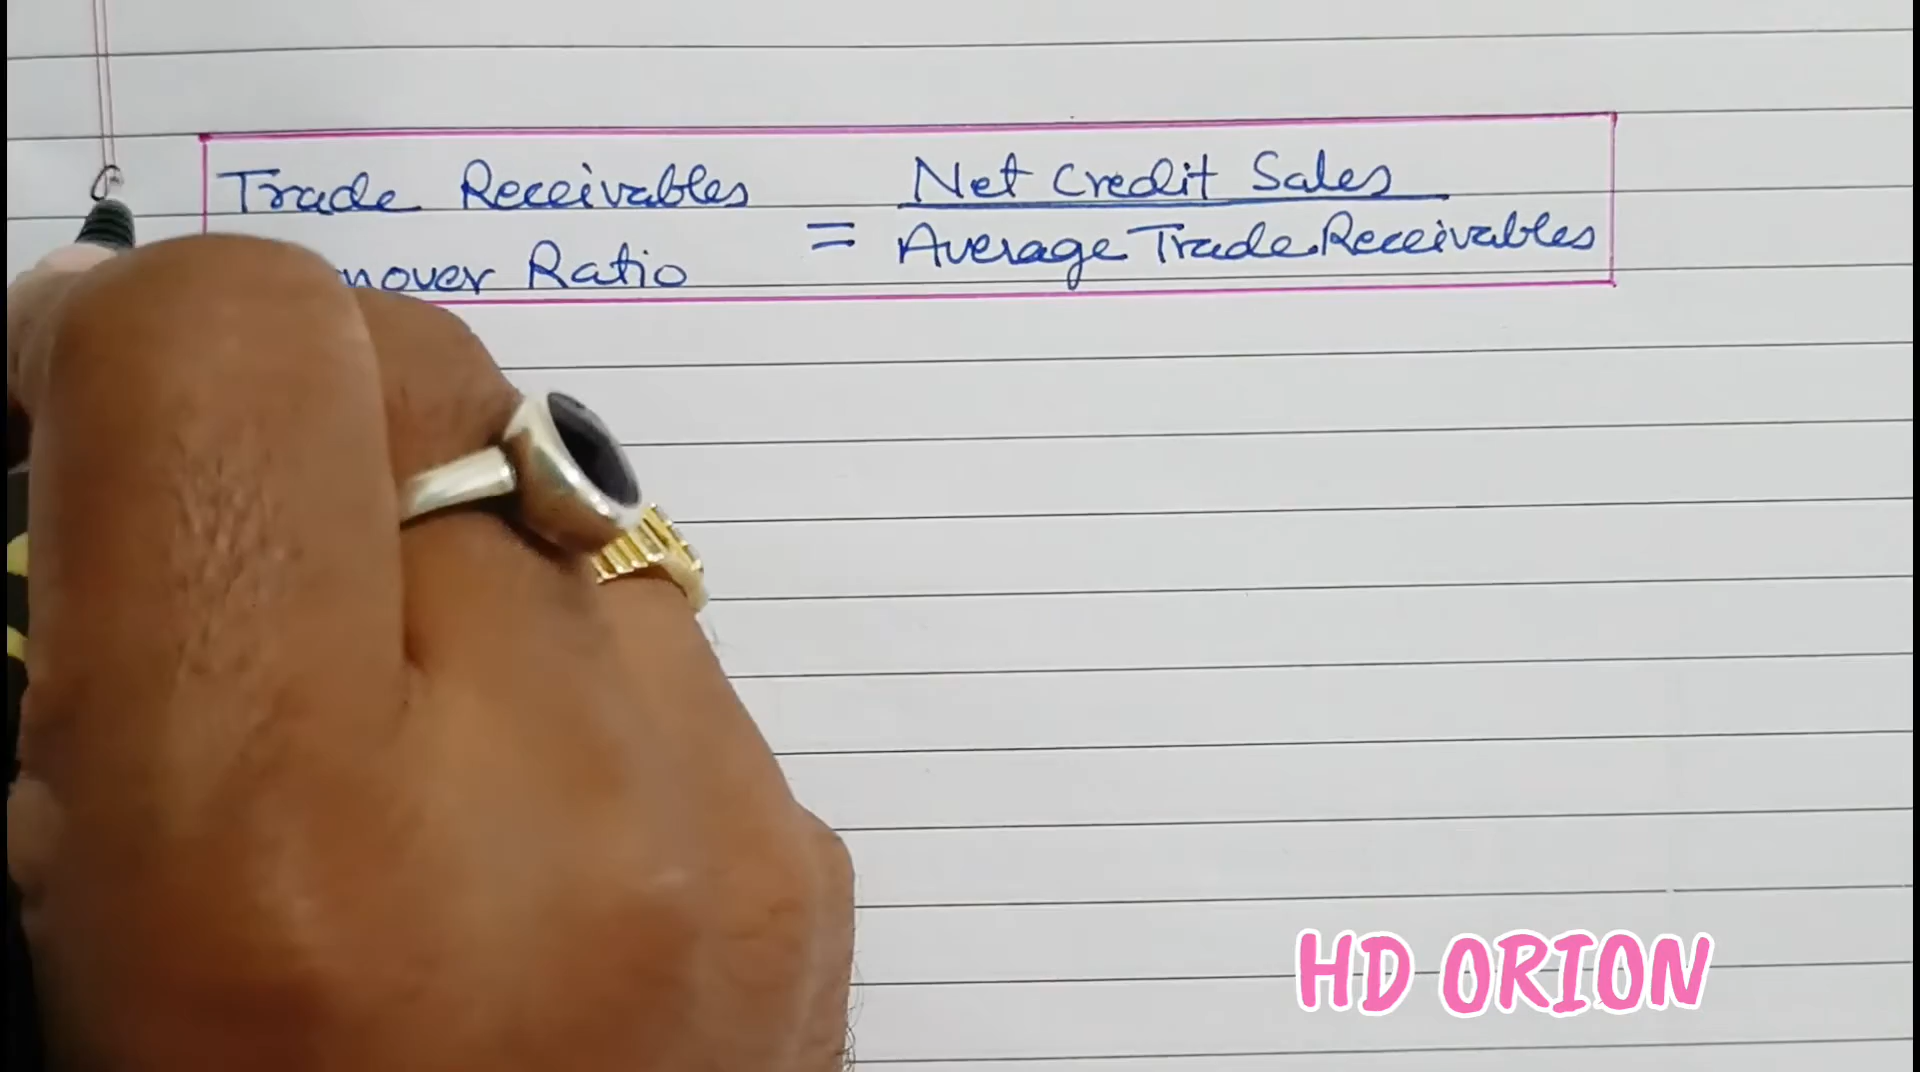 Trade Receivables = Net Credit Sales
nover Ratio Average Trade Receivables
HD ORION